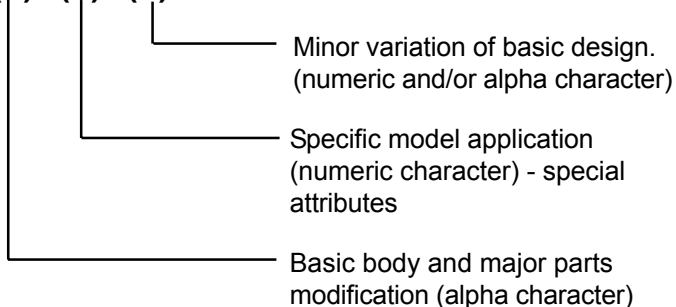 Minor variation of basic design.
(numeric and/or alpha character)
Specific model application
(numeric character) - special
attributes
Basic body and major parts
modification (alpha character)